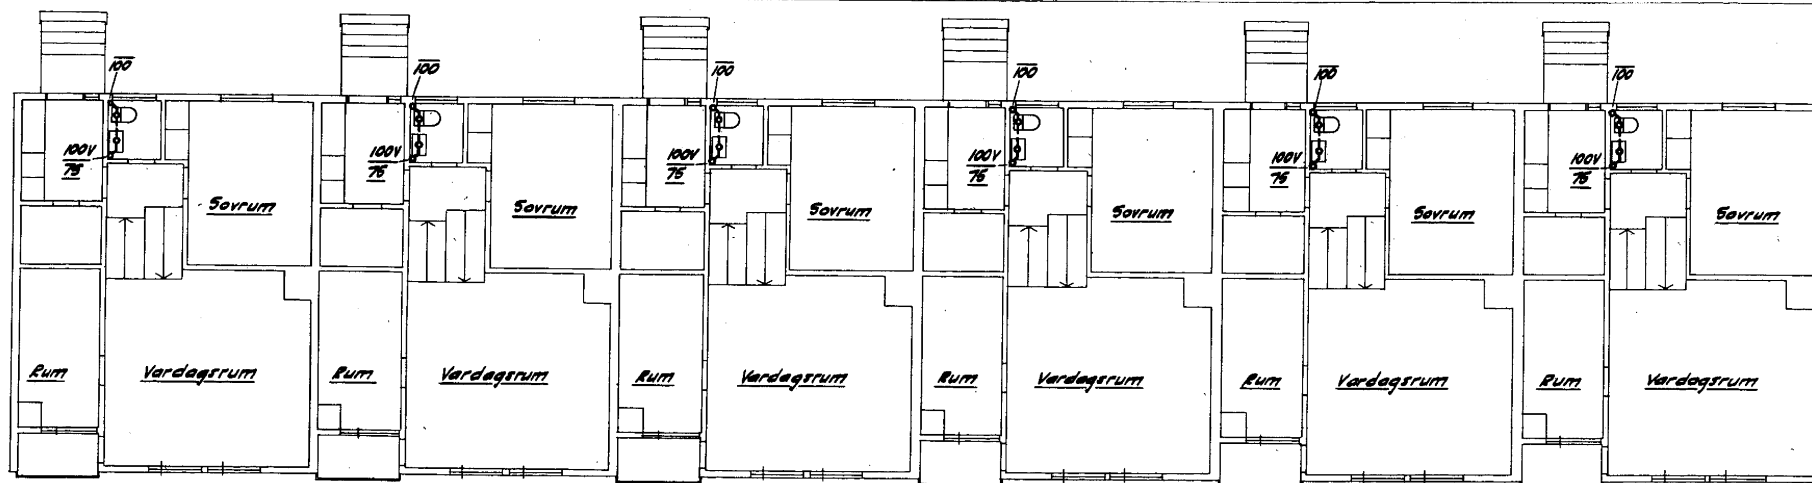 100 100 100 100 100 100
100V 100V 100V 100V 100V 100V
75 75 75 75 75 75
Sovrum Sovrum Sovrum Sovrum Sovrum Sovrum
Rum Vardagsrum Rum Vardagsrum Rum Vardagsrum Rum Vardagsrum Rum Vardagsrum Rum Vardagsrum